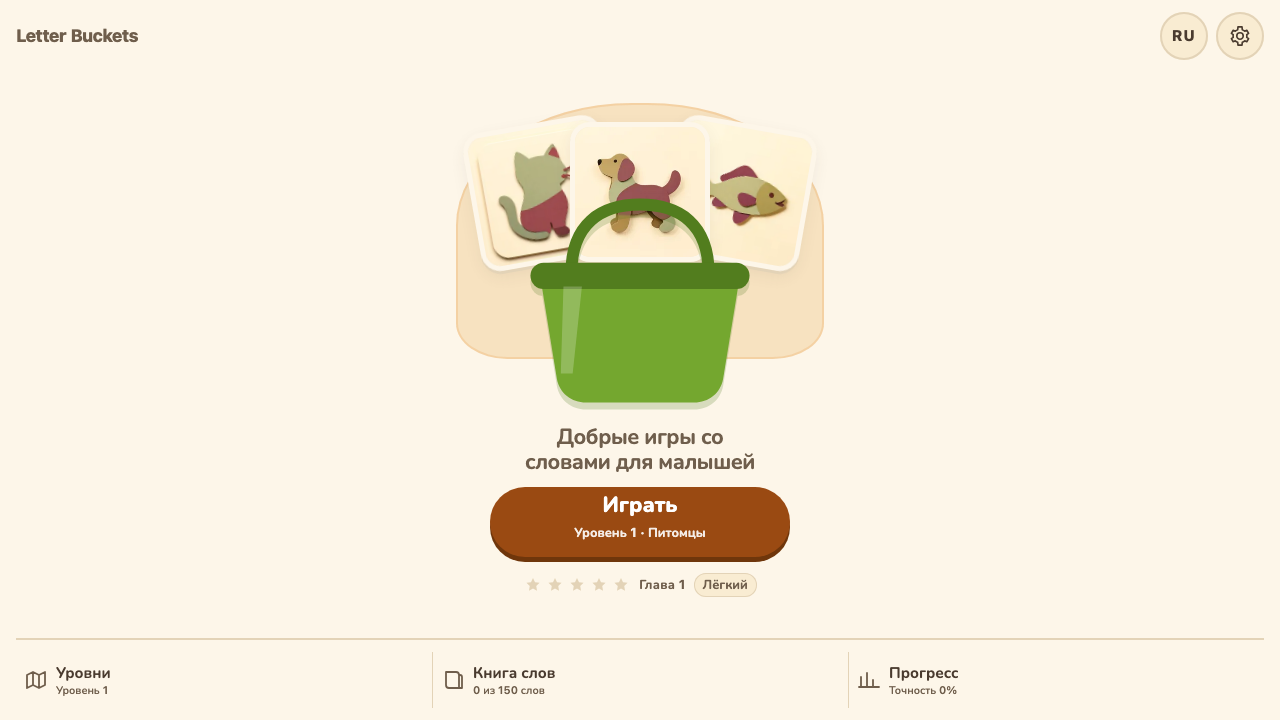 Letter Buckets
RU
Добрые игры со
словами для малышей
Играть
Уровень 1 · Питомцы
Глава 1
Лёгкий
Уровни
Уровень 1
Книга слов
0 из 150 слов
Прогресс
Точность 0%